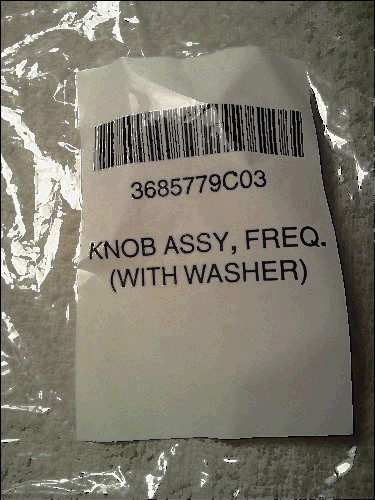 3685779C03
KNOB ASSY, FREQ.
(WITH WASHER)